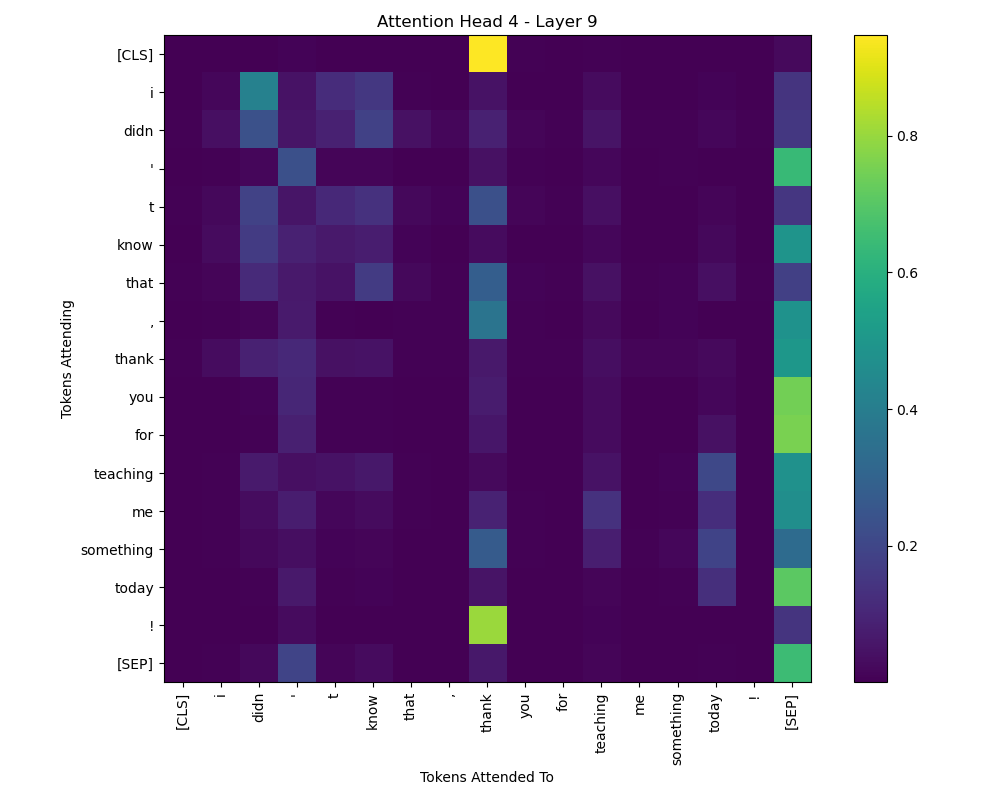 Attention Head 4 - Layer 9
Tokens Attending
[CLS]
i
didn
'
t
know
that
,
thank
you
for
teaching
me
something
today
!
[SEP]
[CLS]
i
didn
'
t
know
that
,
thank
you
for
teaching
me
something
today
!
[SEP]
Tokens Attended To
0.8
0.6
0.4
0.2